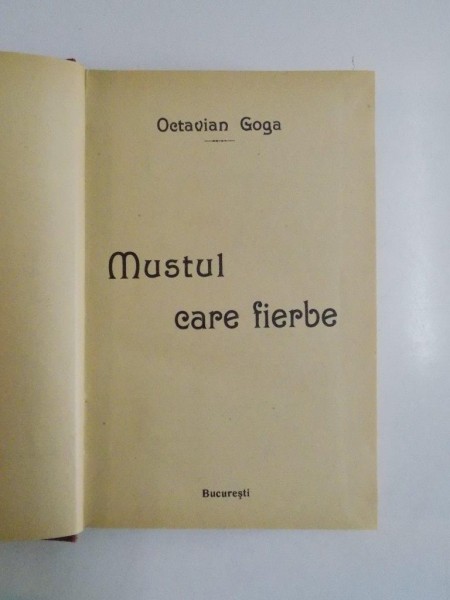 Octavian Goga
Mustul
care fierbe
București